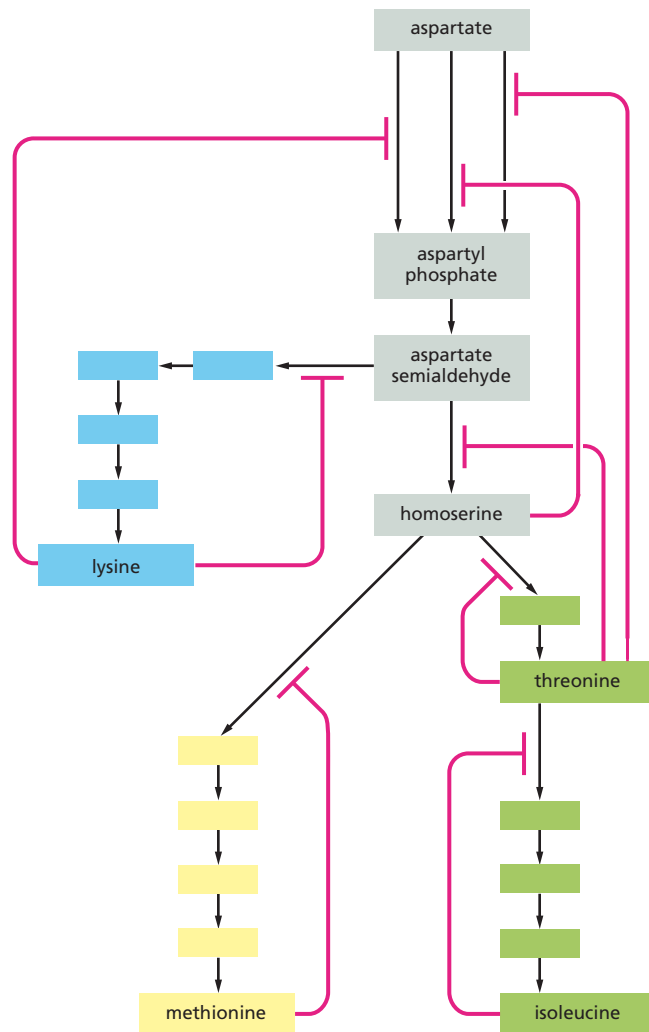 aspartate
aspartyl
phosphate
aspartate
semialdehyde
homoserine
lysine
threonine
methionine
isoleucine